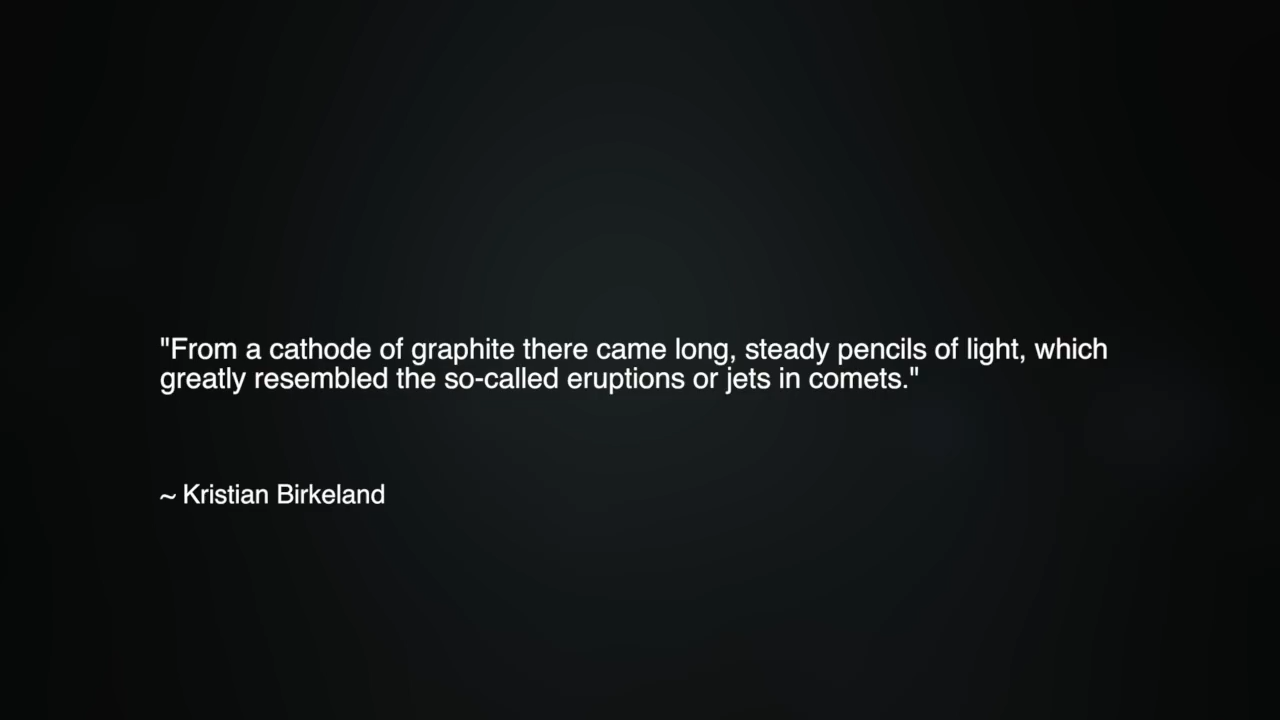 "From a cathode of graphite there came long, steady pencils of light, which
greatly resembled the so-called eruptions or jets in comets."
~ Kristian Birkeland